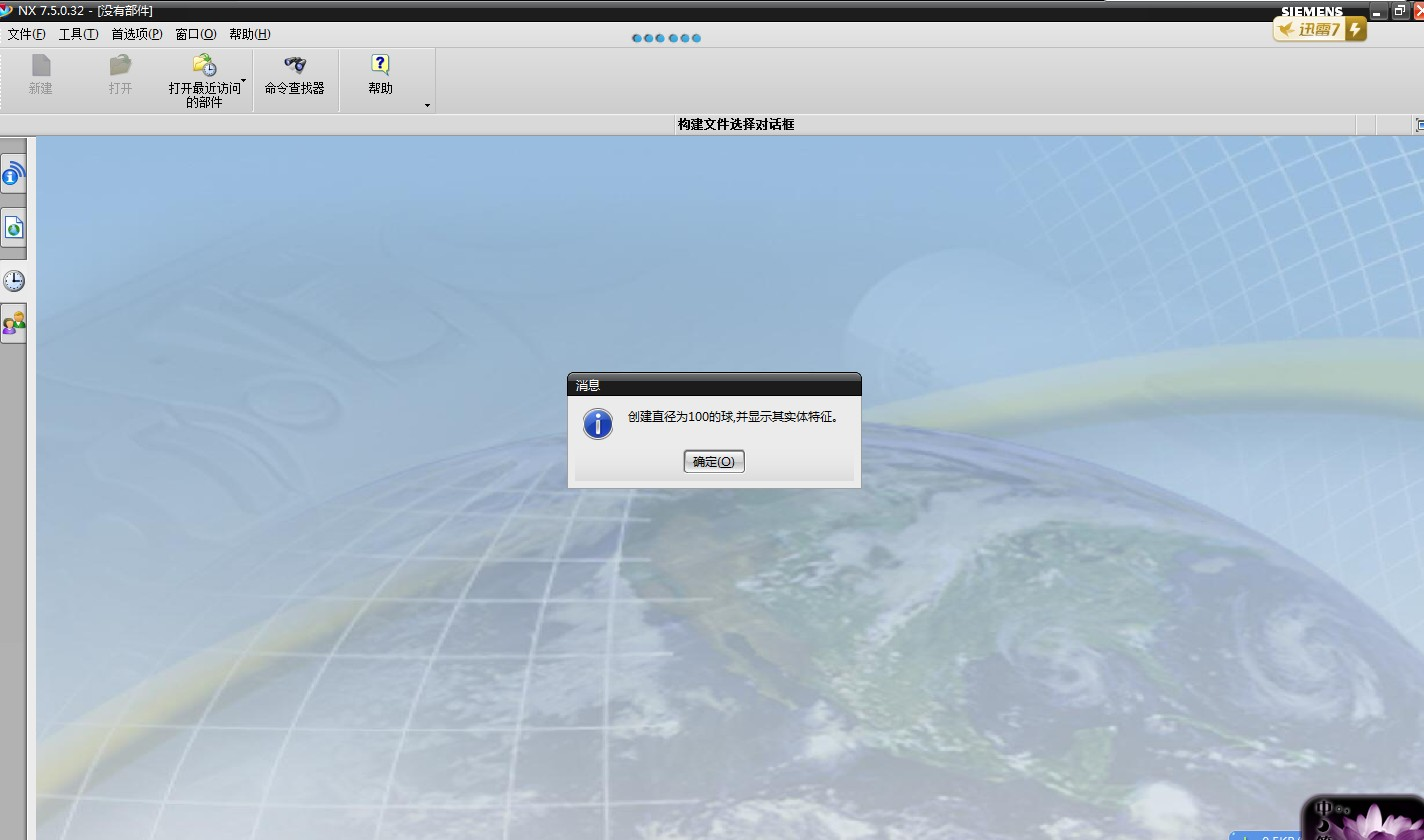 NX 7.5.0.32 - [没有部件]
SIEMENS
文件(F) 工具(T) 首选项(P) 窗口(O) 帮助(H)
迅雷7
新建
打开
打开最近访问
的部件
命令查找器
帮助
构建文件选择对话框
消息
创建直径为100的球,并显示其实体特征。
确定(O)
中